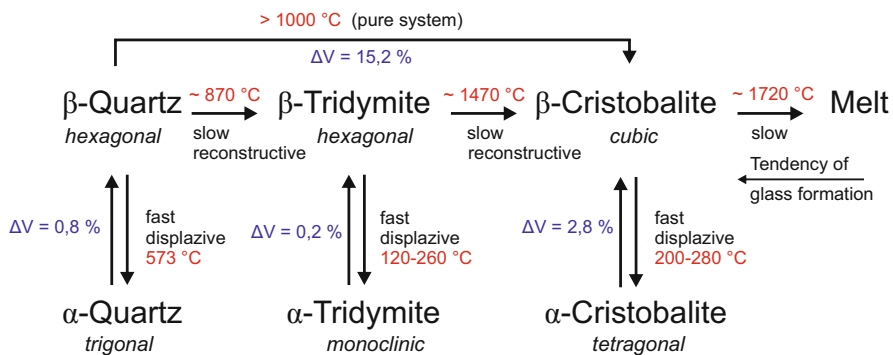 > 1000 °C (pure system)
ΔV = 15,2 %
β-Quartz ~ 870 °C β-Tridymite ~ 1470 °C β-Cristobalite ~ 1720 °C Melt
hexagonal slow hexagonal slow cubic slow
reconstructive reconstructive
Tendency of
glass formation
ΔV = 0,8 % fast ΔV = 0,2 % fast ΔV = 2,8 % fast
displazive displazive displazive
573 °C 120-260 °C 200-280 °C
α-Quartz α-Tridymite α-Cristobalite
trigonal monoclinic tetragonal